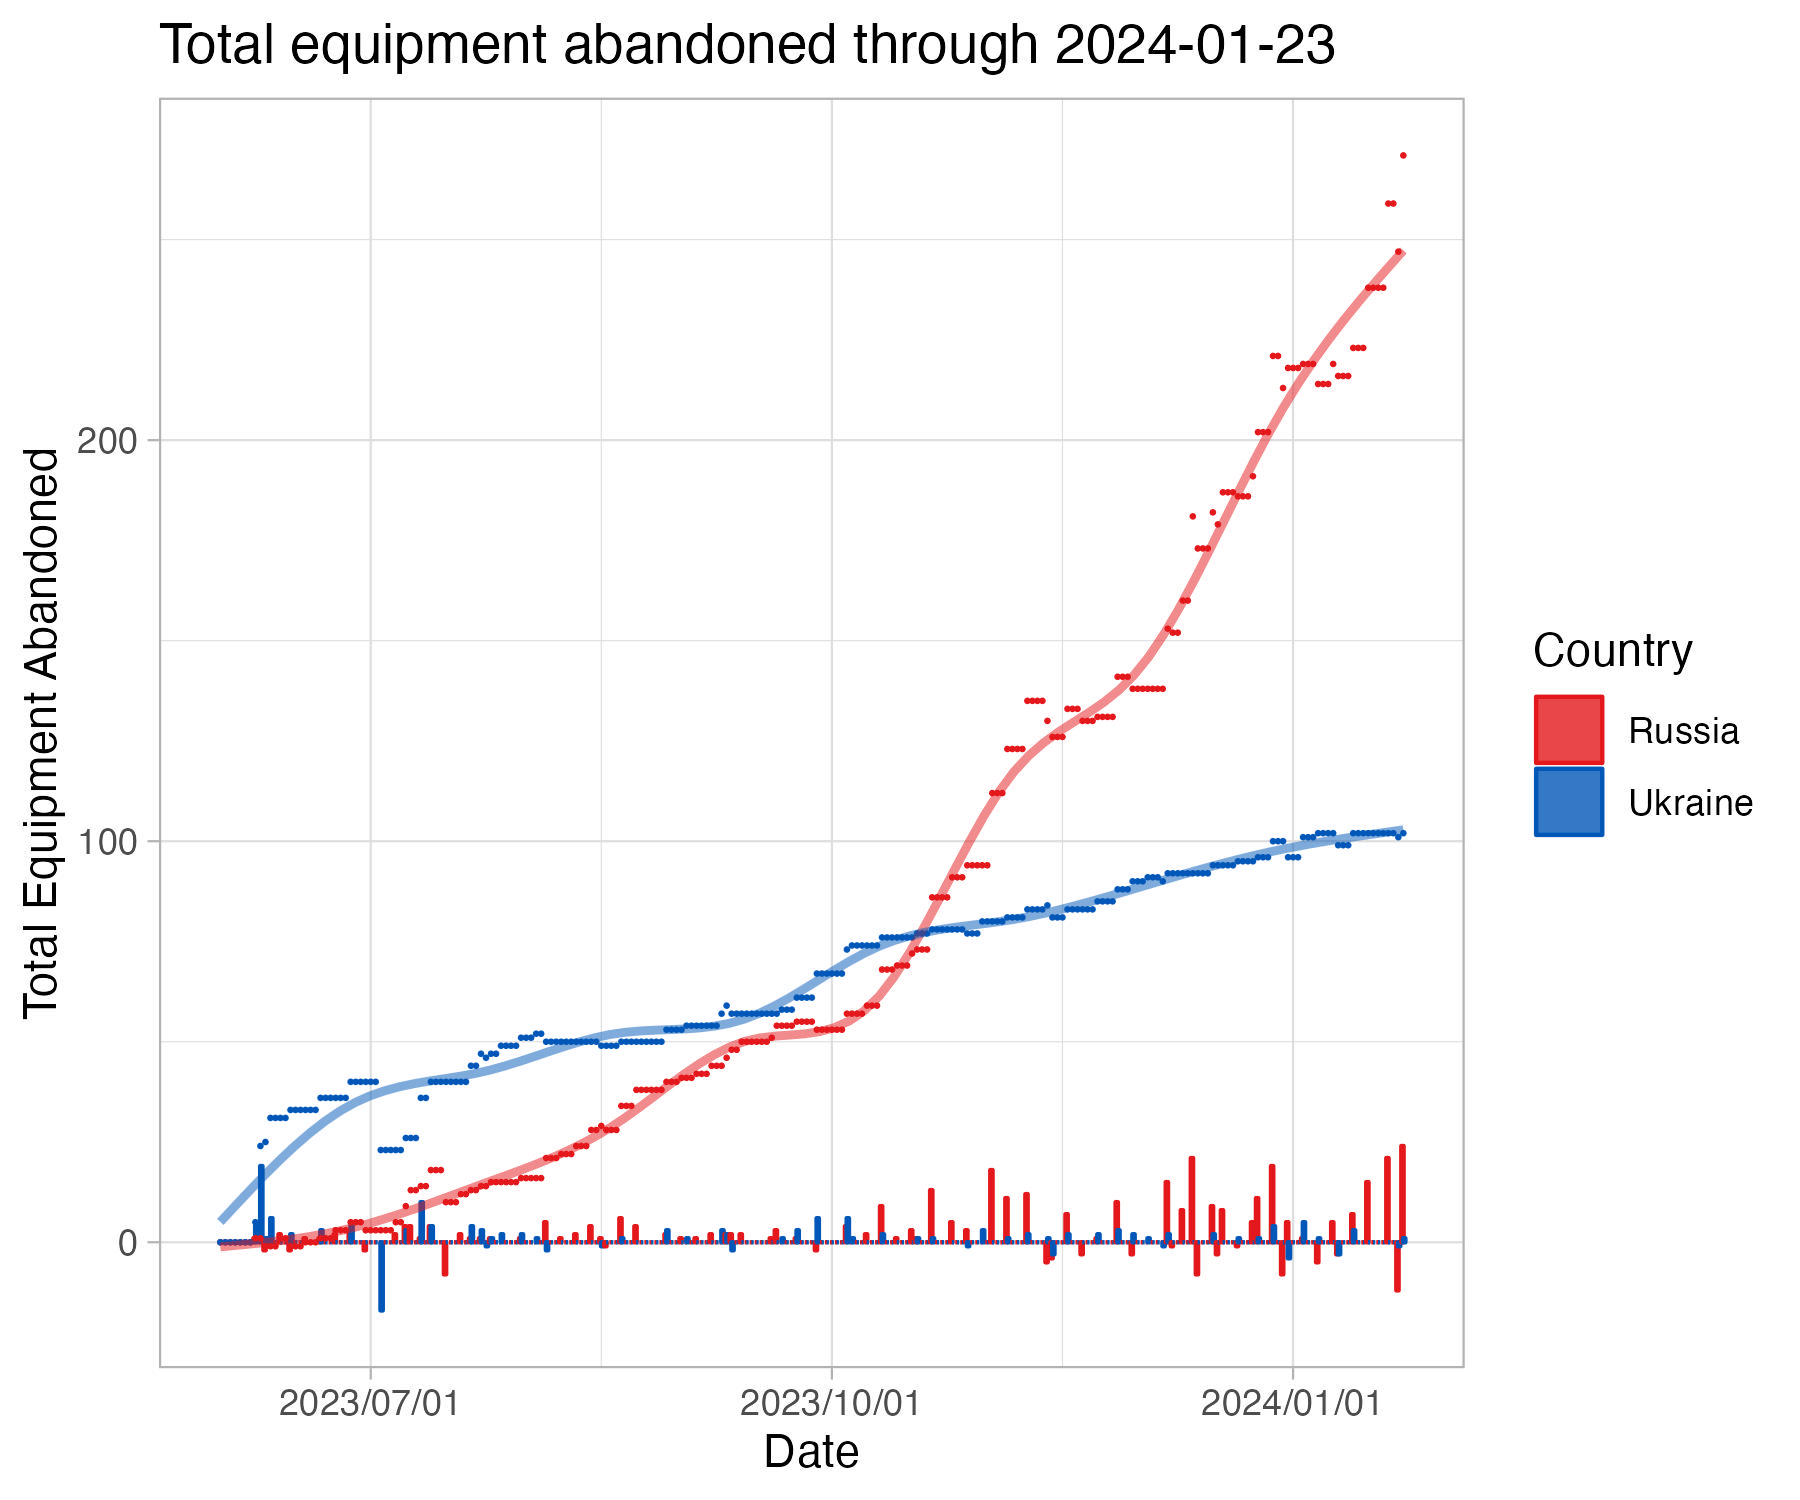 Total equipment abandoned through 2024-01-23
Total Equipment Abandoned
200
100
0
2023/07/01
2023/10/01
2024/01/01
Date
Country
Russia
Ukraine